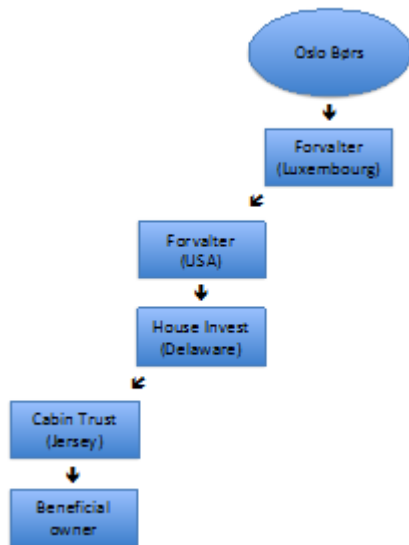 Oslo Børs
Forvalter
(Luxembourg)
Forvalter
(USA)
House Invest
(Delaware)
Cabin Trust
(Jersey)
Beneficial
owner